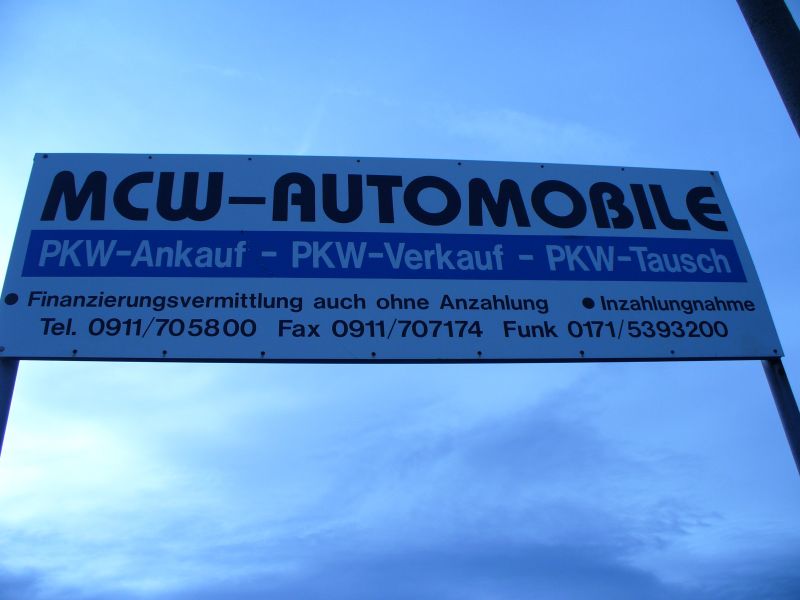 MCW-AUTOMOBILE
PKW-Ankauf - PKW-Verkauf - PKW-Tausch
● Finanzierungsvermittlung auch ohne Anzahlung ● Inzahlungnahme
Tel. 0911/705800 Fax 0911/707174 Funk 0171/5393200